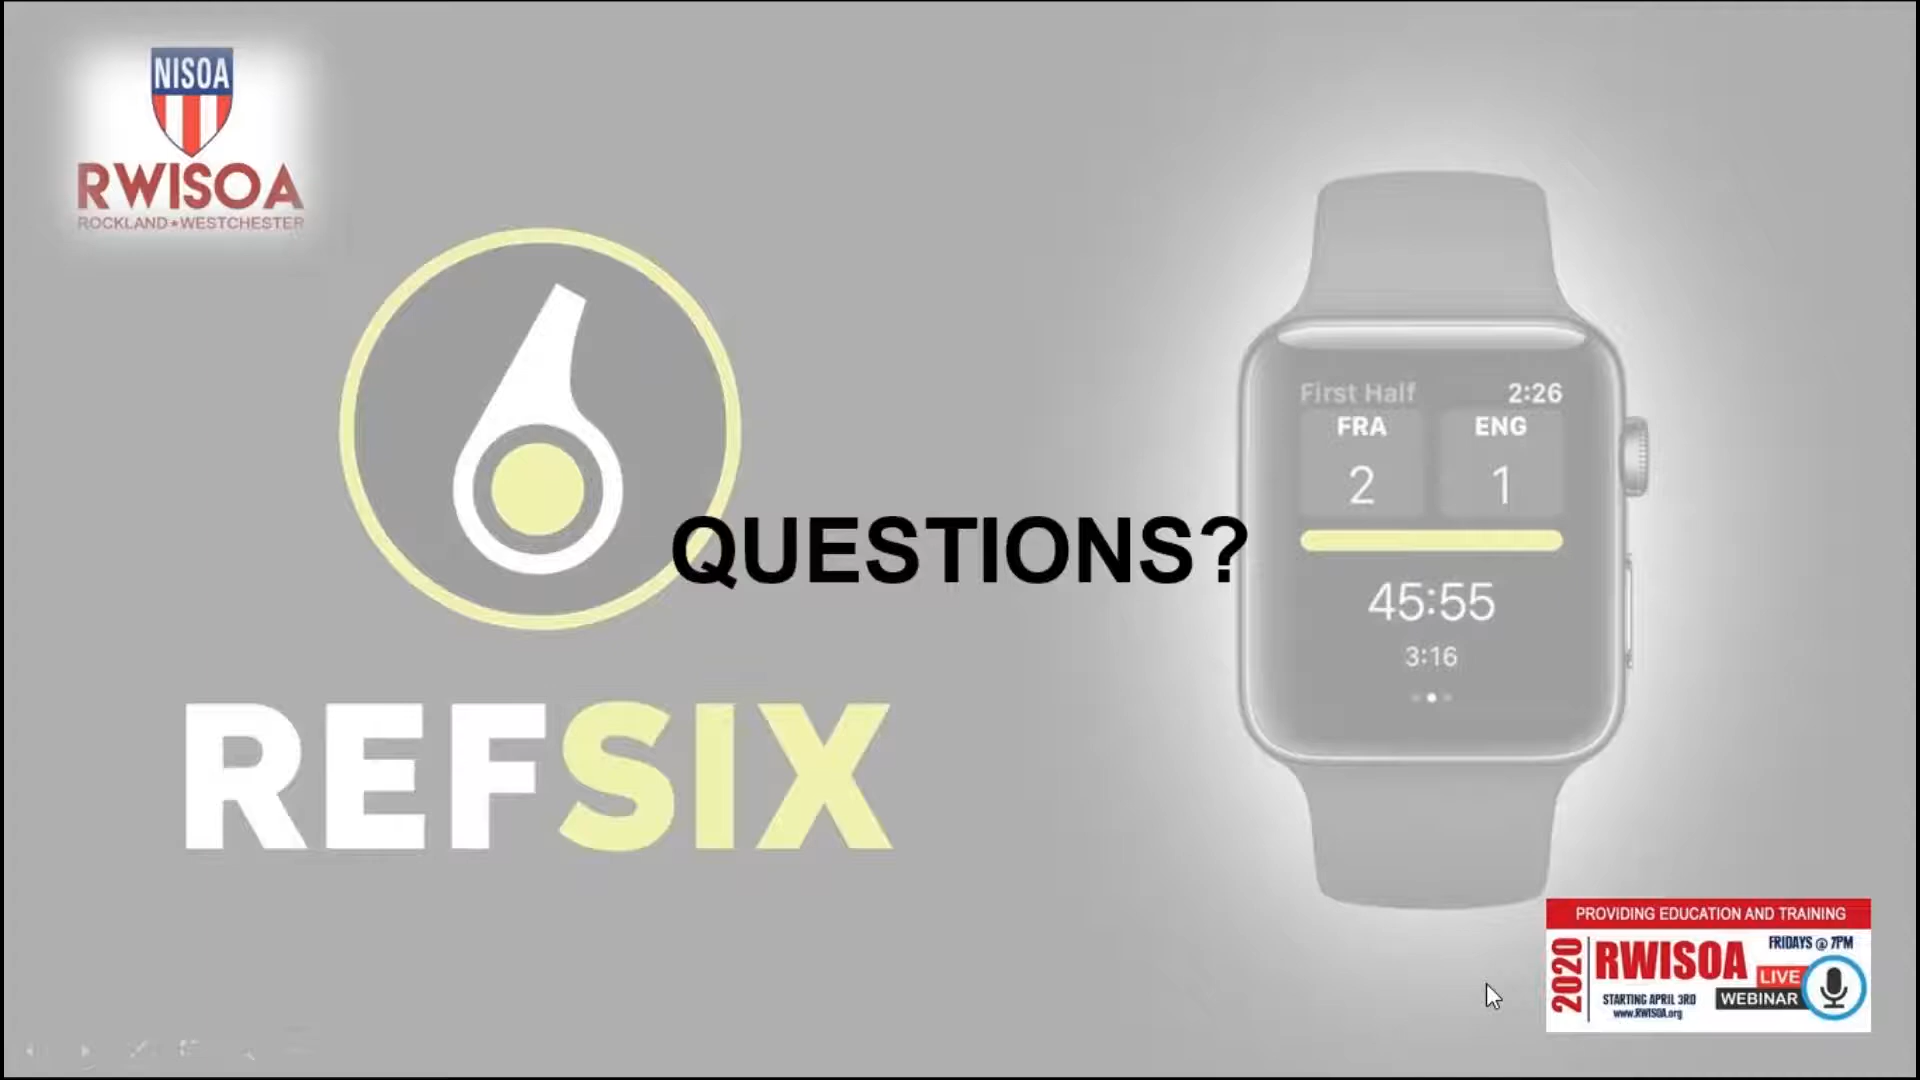 NISOA
RWISOA
ROCKLAND★WESTCHESTER
First Half 2:26
FRA ENG
2 1
QUESTIONS?
45:55
3:16
REFSIX
PROVIDING EDUCATION AND TRAINING
2020
RWISOA
FRIDAYS @ 7PM
LIVE
WEBINAR
STARTING APRIL 3RD
www.RWISOA.org